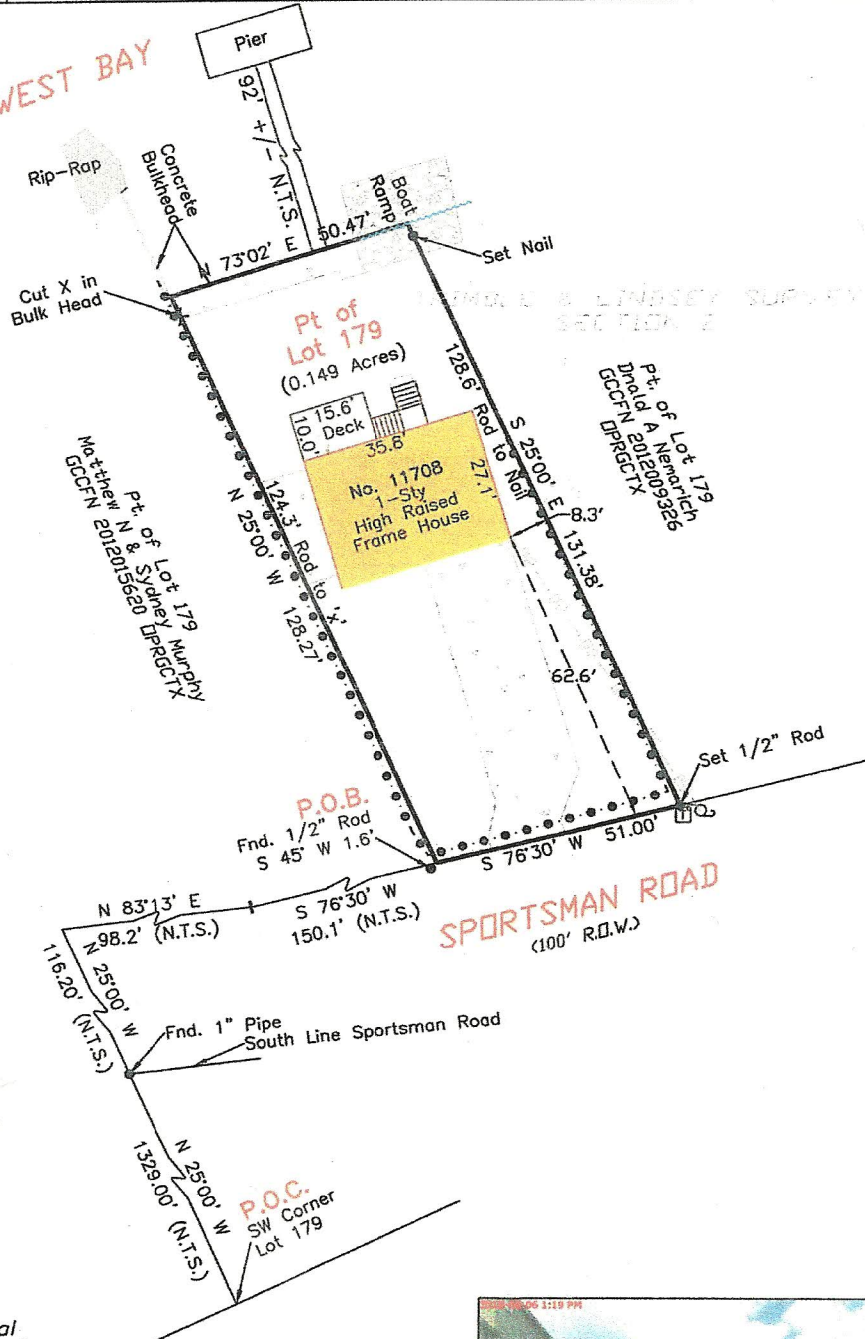 WEST BAY
Pier
92' +/- N.T.S.
Rip-Rap
Concrete
Bulkhead
Boat
Ramp
N 73°02' E 50.47'
Set Nail
Cut X in
Bulk Head
Pt of
Lot 179
(0.149 Acres)
15.6'
Deck
10.0'
35.8'
27.1'
No. 11708
1-Sty
High Raised
Frame House
128.6' Rod to Nail
S 25°00' E 131.38'
8.3'
Pt. of Lot 179
Dnald A Nemarich
GCCFN 2012009326
OPRGCTX
Pt. of Lot 179
Matthew N & Sydney Murphy
GCCFN 2012015620 OPRGCTX
124.3' Rod to 'x'
N 25°00' W 128.27'
62.6'
Set 1/2" Rod
E
P.O.B.
Fnd. 1/2" Rod
S 45° W 1.6'
S 76°30' W 51.00'
SPORTSMAN ROAD
(100' R.O.W.)
N 83°13' E
98.2' (N.T.S.)
S 76°30' W
150.1' (N.T.S.)
N 25°00' W
116.20' (N.T.S.)
Fnd. 1" Pipe
South Line Sportsman Road
N 25°00' W
1329.00' (N.T.S.)
P.O.C.
SW Corner
Lot 179
al
1:19 PM